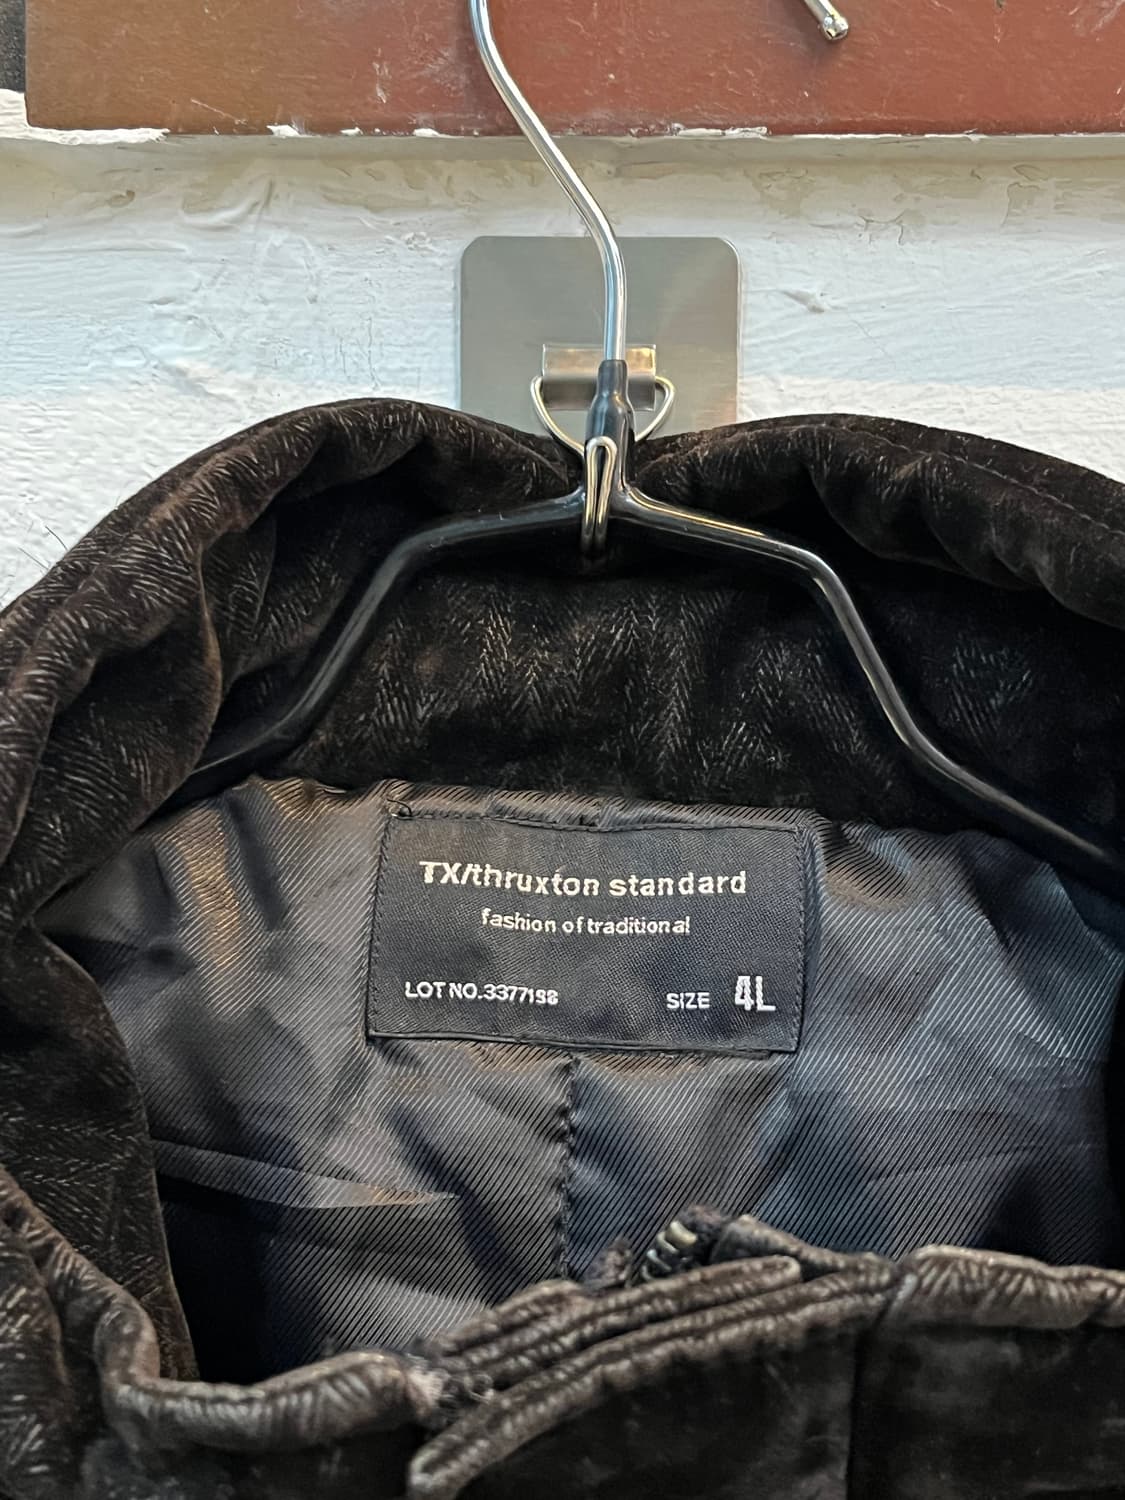 TX/thruxton standard
fashion of traditional
LOT NO.3377198 SIZE 4L